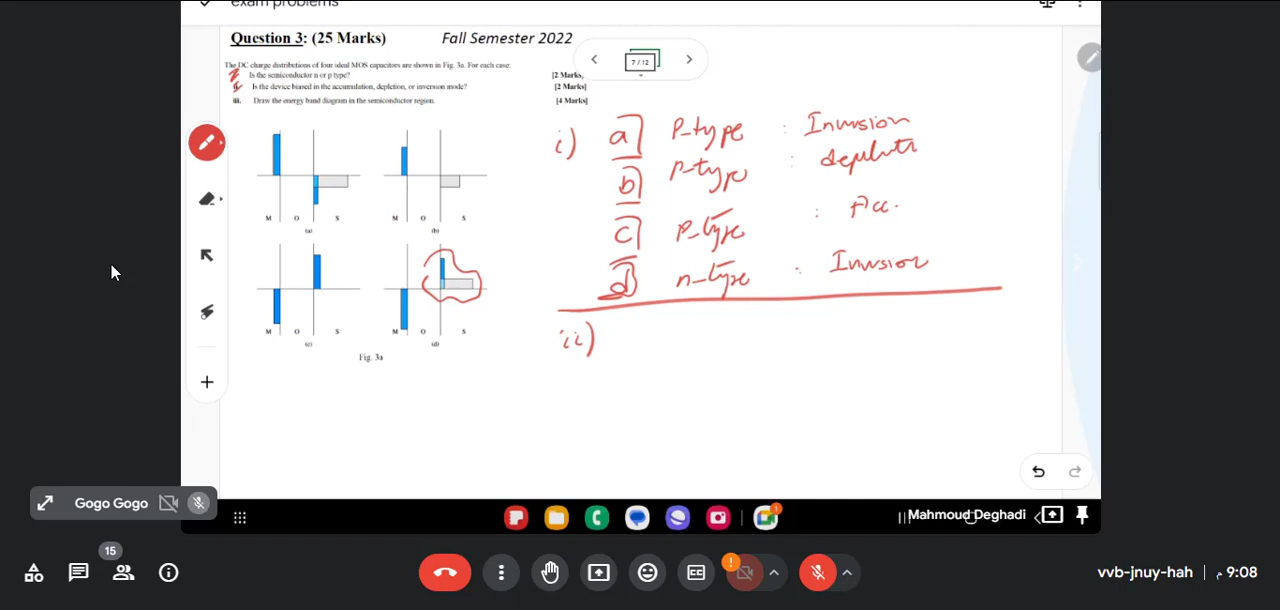 exam problems
Question 3: (25 Marks) Fall Semester 2022
7 / 12
The DC charge distributions of four ideal MOS capacitors are shown in Fig. 3a. For each case:
Is the semiconductor n or p type? [2 Marks]
ii. Is the device biased in the accumulation, depletion, or inversion mode? [2 Marks]
iii. Draw the energy band diagram in the semiconductor region. [4 Marks]
i) a) P-type : Invrsion
b) P-type :
c) P-type : Acc.
d) n-type : Invrsion
ii)
M O S M O S
(a) (b)
M O S M O S
(c) (d)
Fig. 3a
Gogo Gogo
Mahmoud Deghadi
1
15
!
vvb-jnuy-hah
9:08 م